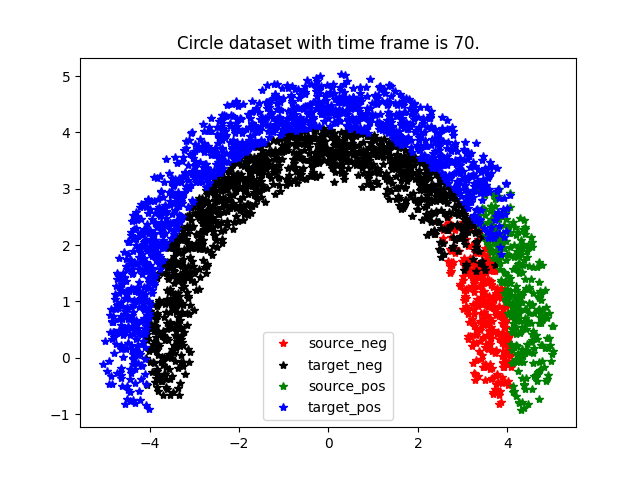 Circle dataset with time frame is 70.
5
4
3
2
1
0
−1
source_neg
target_neg
source_pos
target_pos
−4
−2
0
2
4